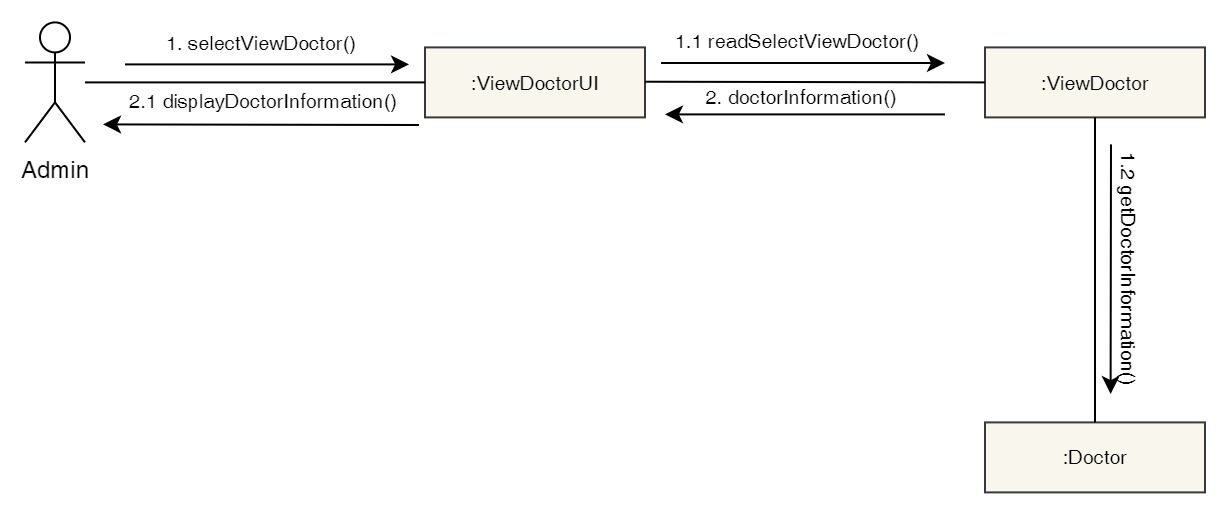 1. selectViewDoctor()
1.1 readSelectViewDoctor()
:ViewDoctorUI
:ViewDoctor
2.1 displayDoctorInformation()
2. doctorInformation()
Admin
1.2 getDoctorInformation()
:Doctor